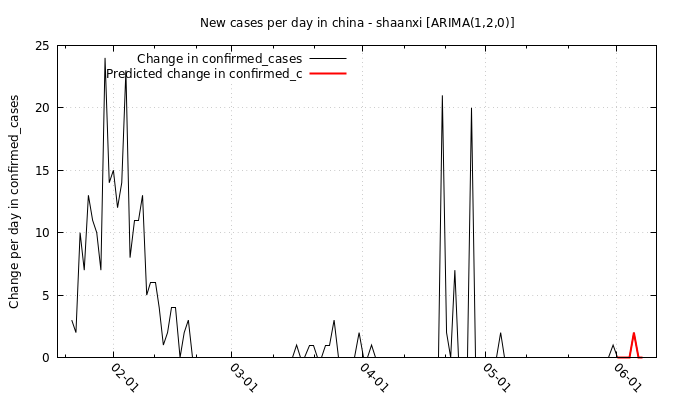 New cases per day in china - shaanxi [ARIMA(1,2,0)]
Change in confirmed_cases
Predicted change in confirmed_c
Change per day in confirmed_cases
25
20
15
10
5
0
02-01
03-01
04-01
05-01
06-01